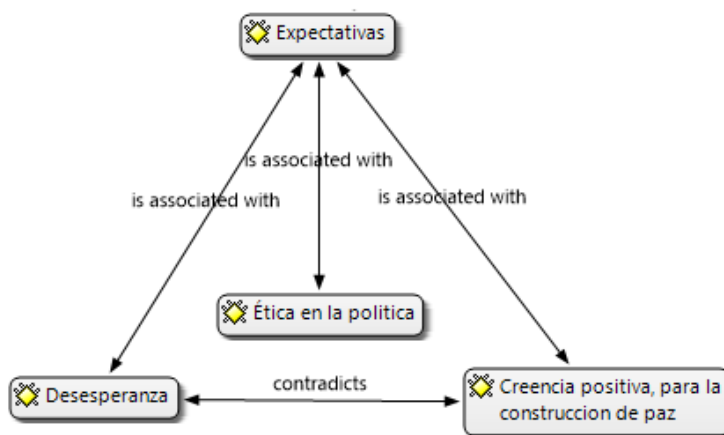 Expectativas
is associated with
is associated with
is associated with
Ética en la politica
Desesperanza
contradicts
Creencia positiva, para la
construccion de paz